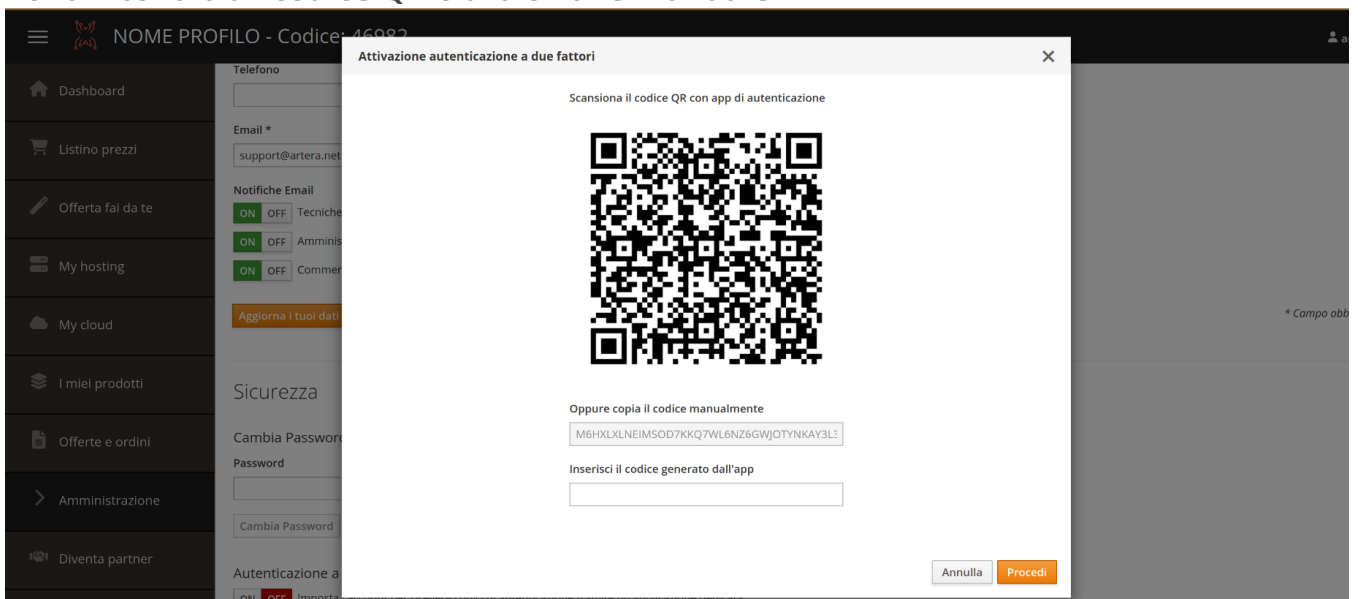 NOME PROFILO - Codice: 46982
Dashboard
Listino prezzi
Offerta fai da te
My hosting
My cloud
I miei prodotti
Offerte e ordini
Amministrazione
Diventa partner
Telefono
Email *
support@artera.net
Notifiche Email
ON OFF Tecniche
ON OFF Amminis
ON OFF Commer
Aggiorna i tuoi dati
* Campo obb
Sicurezza
Cambia Password
Password
Cambia Password
Autenticazione a
ON OFF Imposta
Attivazione autenticazione a due fattori
Scansiona il codice QR con app di autenticazione
Oppure copia il codice manualmente
M6HXLXLNEIMSOD7KKQ7WL6NZ6GWJOTYNKAY3L3
Inserisci il codice generato dall'app
Annulla Procedi